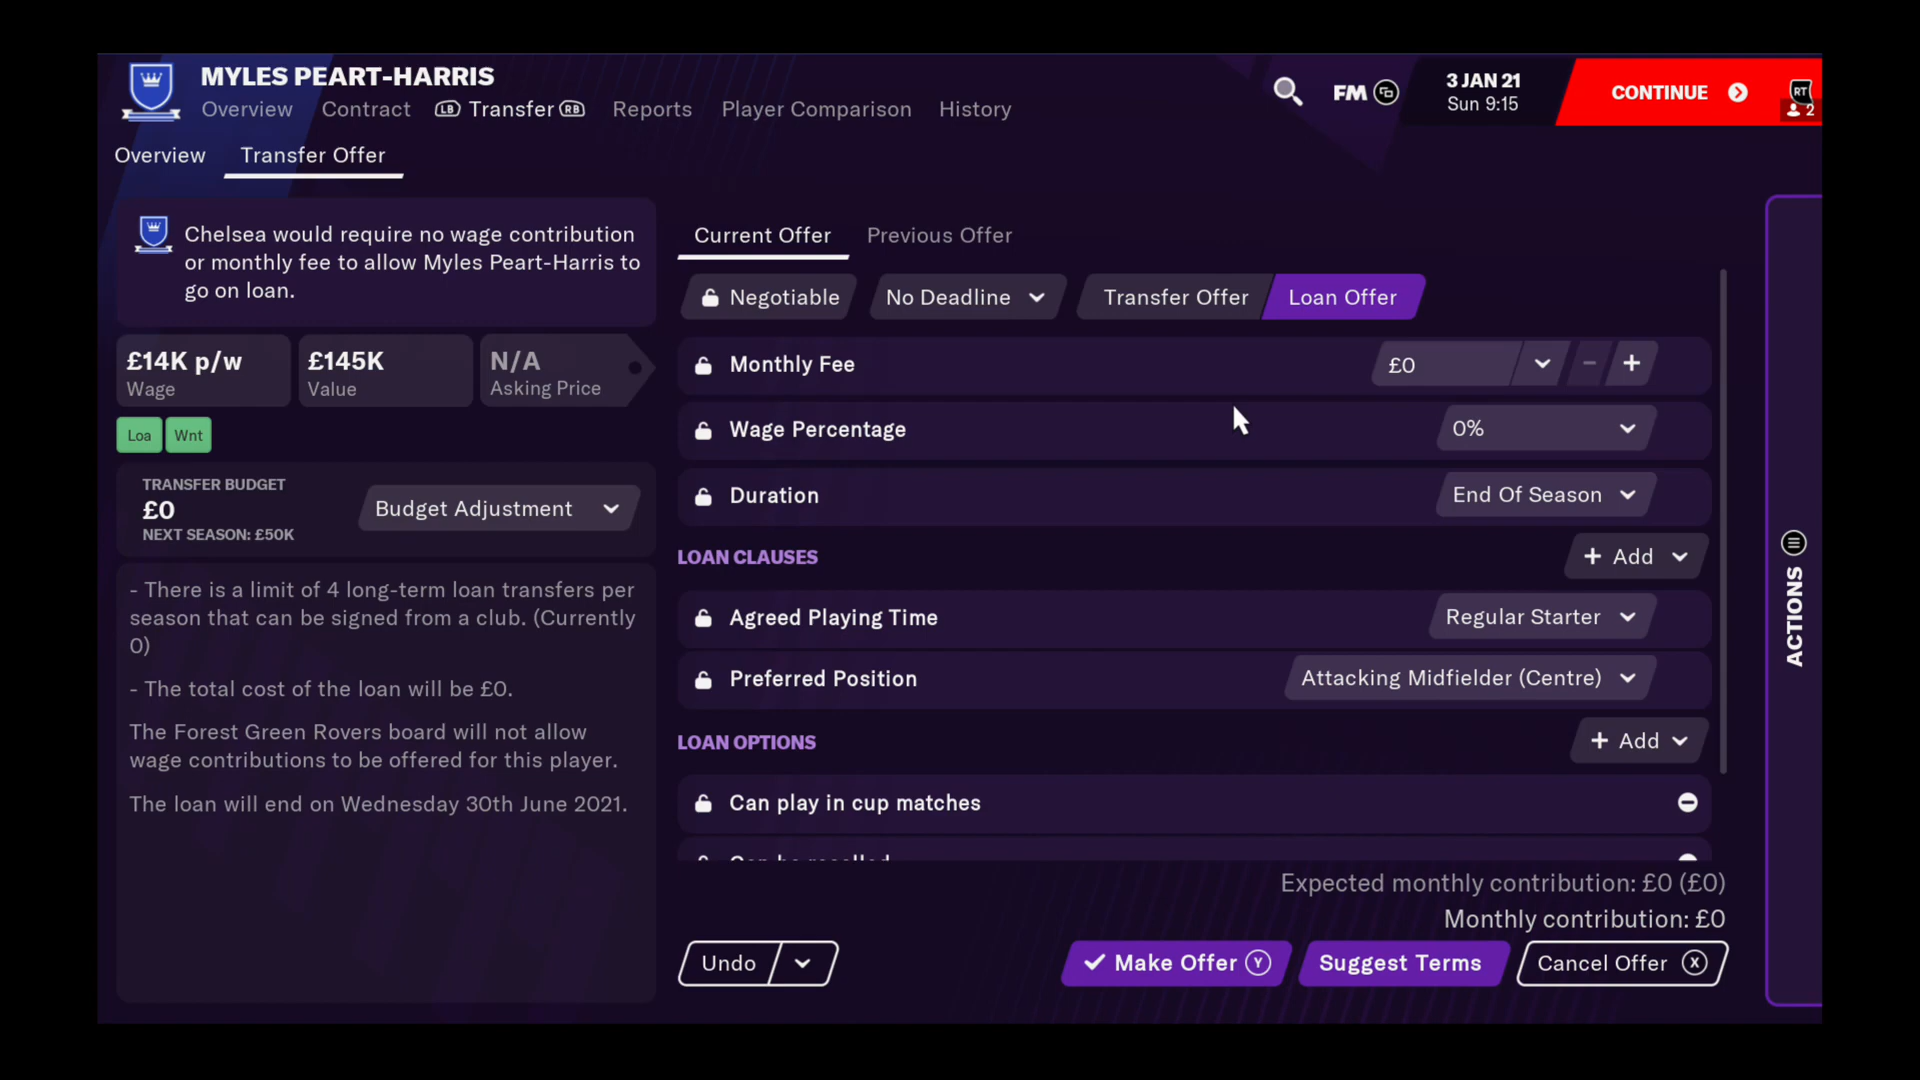 MYLES PEART-HARRIS
Overview Contract LB Transfer RB Reports Player Comparison History
FM
3 JAN 21
Sun 9:15
CONTINUE
RT
2
Overview Transfer Offer
Chelsea would require no wage contribution
or monthly fee to allow Myles Peart-Harris to
go on loan.
£14K p/w
Wage
£145K
Value
N/A
Asking Price
Loa Wnt
TRANSFER BUDGET
£0
NEXT SEASON: £50K
Budget Adjustment
- There is a limit of 4 long-term loan transfers per
season that can be signed from a club. (Currently
0)
- The total cost of the loan will be £0.
The Forest Green Rovers board will not allow
wage contributions to be offered for this player.
The loan will end on Wednesday 30th June 2021.
Current Offer Previous Offer
Negotiable No Deadline Transfer Offer Loan Offer
Monthly Fee £0 - +
Wage Percentage 0%
Duration End Of Season
LOAN CLAUSES + Add
Agreed Playing Time Regular Starter
Preferred Position Attacking Midfielder (Centre)
LOAN OPTIONS + Add
Can play in cup matches
Can be recalled
Expected monthly contribution: £0 (£0)
Monthly contribution: £0
Undo Make Offer Y Suggest Terms Cancel Offer X
ACTIONS